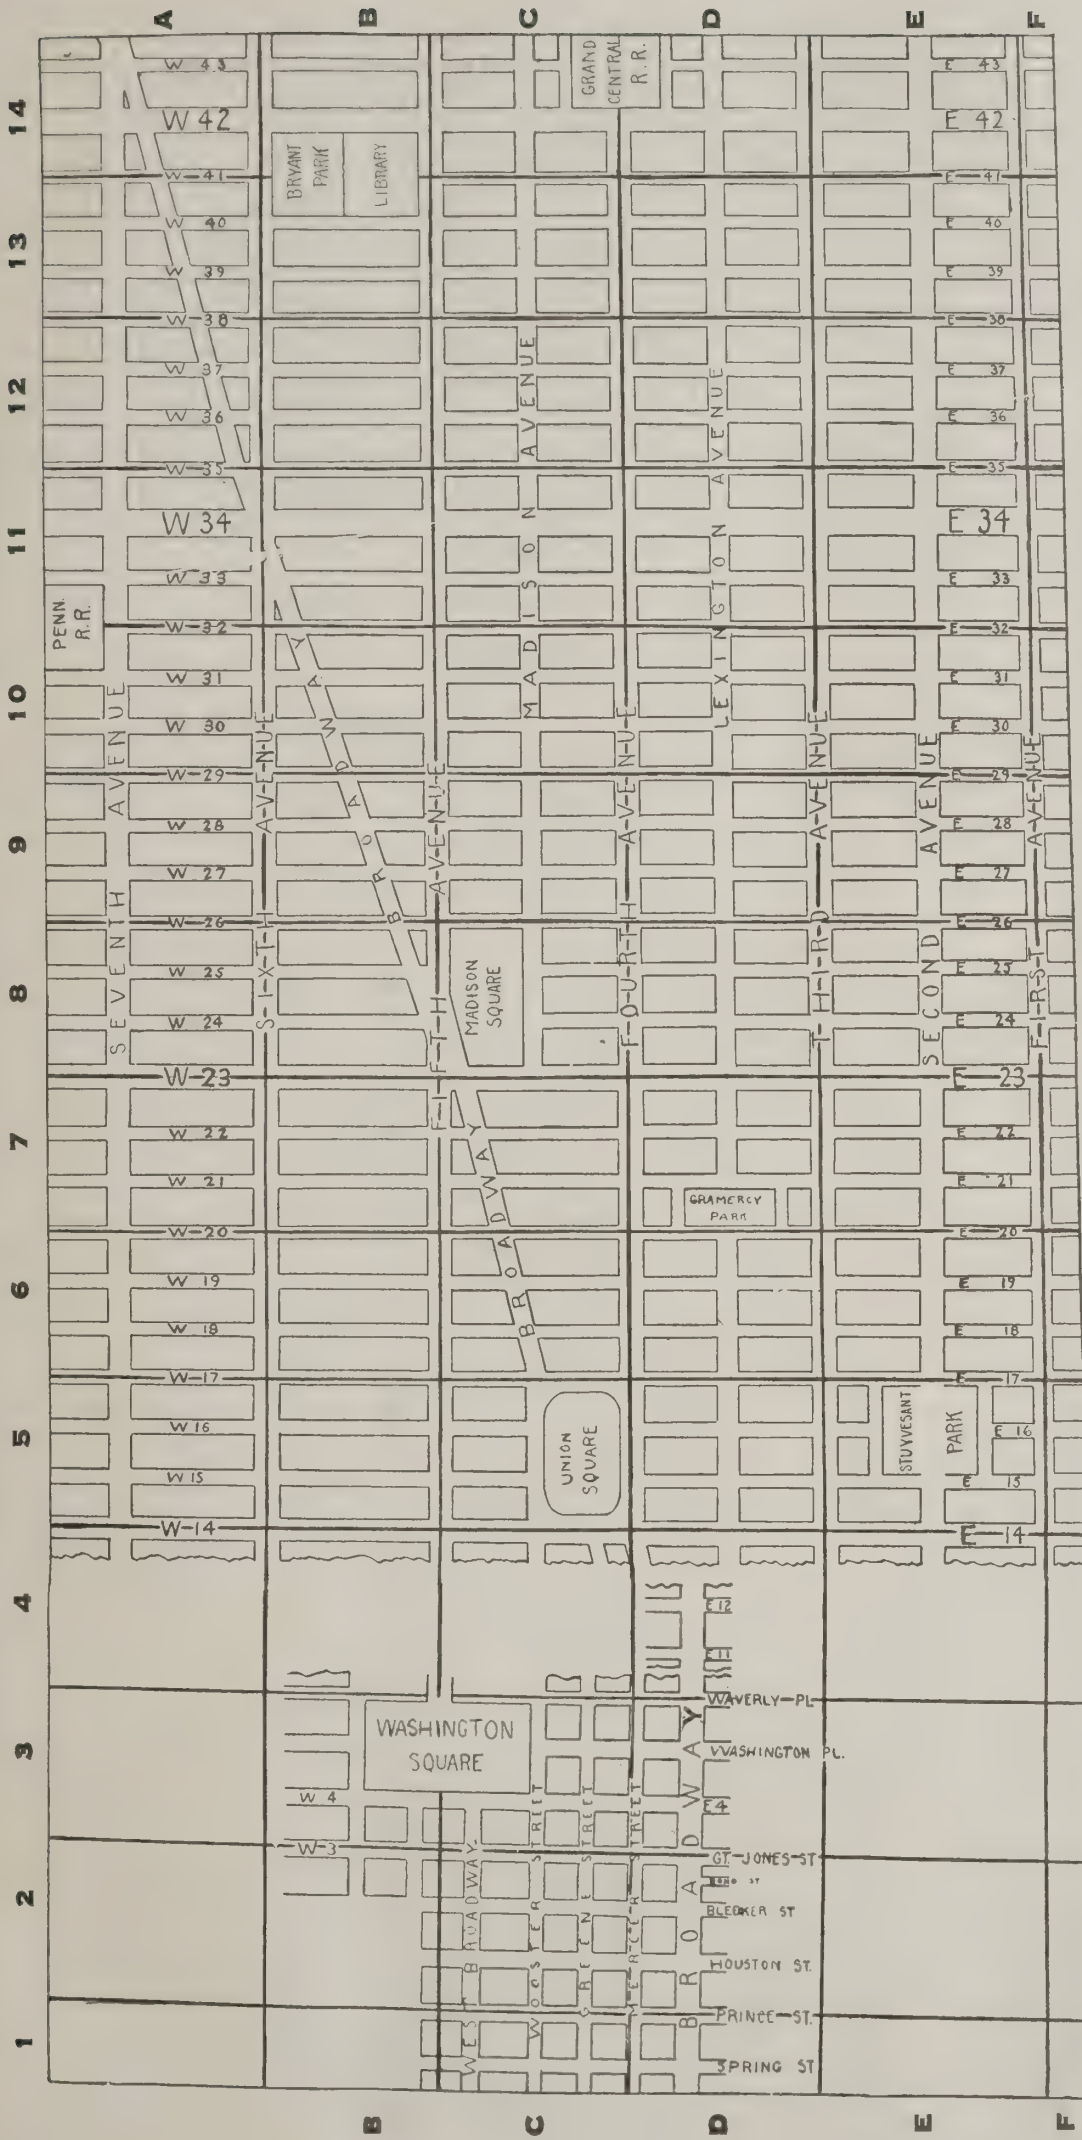 A
B
C
D
E
F
14
13
12
11
10
9
8
7
6
5
4
3
2
1
W 43
E 43
W 42
E 42
W 41
E 41
W 40
E 40
W 39
E 39
W 38
E 38
W 37
E 37
W 36
E 36
W 35
E 35
W 34
E 34
W 33
E 33
W 32
E 32
W 31
E 31
W 30
E 30
W 29
E 29
W 28
E 28
W 27
E 27
W 26
E 26
W 25
E 25
W 24
E 24
W 23
E 23
W 22
E 22
W 21
E 21
W 20
E 20
W 19
E 19
W 18
E 18
W 17
E 17
W 16
E 16
W 15
E 15
W-14
E-14
GRAND
CENTRAL
R.R.
BRYANT
PARK
LIBRARY
PENN.
R.R.
SEVENTH AVENUE
SIXTH AVENUE
BROADWAY
FIFTH AVENUE
MADISON AVENUE
FOURTH AVENUE
LEXINGTON AVENUE
THIRD AVENUE
SECOND AVENUE
FIRST AVENUE
MADISON
SQUARE
GRAMERCY
PARK
BROADWAY
UNION
SQUARE
STUYVESANT
PARK
E 12
E 11
WAVERLY PL
WASHINGTON
SQUARE
WASHINGTON PL.
W 4
E 4
W-3
GT. JONES ST
BOND ST
BLEEKER ST
HOUSTON ST.
PRINCE ST.
SPRING ST
WEST BROADWAY
WOOSTER STREET
GREENE STREET
MERCER STREET
BROADWAY
B
C
D
E
F